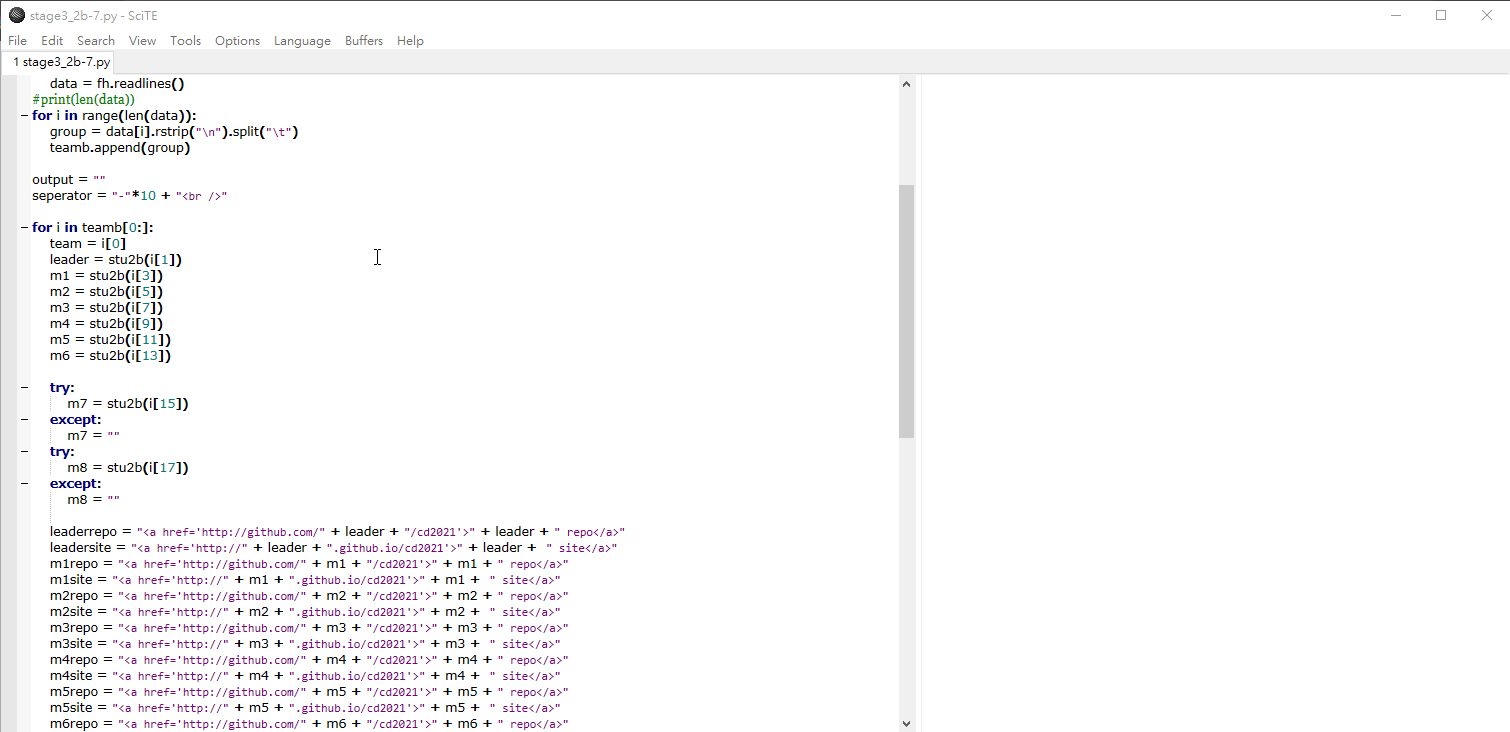 stage3_2b-7.py - SciTE
File Edit Search View Tools Options Language Buffers Help
1 stage3_2b-7.py
data = fh.readlines()
#print(len(data))
for i in range(len(data)):
group = data[i].rstrip("\n").split("\t")
teamb.append(group)
output = ""
seperator = "-"*10 + "<br />"
for i in teamb[0:]:
team = i[0]
leader = stu2b(i[1])
m1 = stu2b(i[3])
m2 = stu2b(i[5])
m3 = stu2b(i[7])
m4 = stu2b(i[9])
m5 = stu2b(i[11])
m6 = stu2b(i[13])
try:
m7 = stu2b(i[15])
except:
m7 = ""
try:
m8 = stu2b(i[17])
except:
m8 = ""
leaderrepo = "<a href='http://github.com/" + leader + "/cd2021'>" + leader + " repo</a>"
leadersite = "<a href='http://" + leader + ".github.io/cd2021'>" + leader +  " site</a>"
m1repo = "<a href='http://github.com/" + m1 + "/cd2021'>" + m1 + " repo</a>"
m1site = "<a href='http://" + m1 + ".github.io/cd2021'>" + m1 +  " site</a>"
m2repo = "<a href='http://github.com/" + m2 + "/cd2021'>" + m2 + " repo</a>"
m2site = "<a href='http://" + m2 + ".github.io/cd2021'>" + m2 +  " site</a>"
m3repo = "<a href='http://github.com/" + m3 + "/cd2021'>" + m3 + " repo</a>"
m3site = "<a href='http://" + m3 + ".github.io/cd2021'>" + m3 +  " site</a>"
m4repo = "<a href='http://github.com/" + m4 + "/cd2021'>" + m4 + " repo</a>"
m4site = "<a href='http://" + m4 + ".github.io/cd2021'>" + m4 +  " site</a>"
m5repo = "<a href='http://github.com/" + m5 + "/cd2021'>" + m5 + " repo</a>"
m5site = "<a href='http://" + m5 + ".github.io/cd2021'>" + m5 +  " site</a>"
m6repo = "<a href='http://github.com/" + m6 + "/cd2021'>" + m6 + " repo</a>"